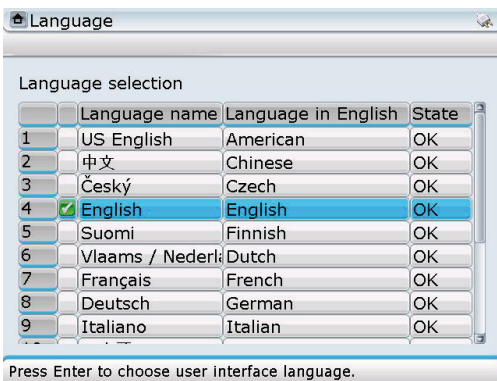 Language
Language selection
Language name Language in English State
1 US English American OK
2 中文 Chinese OK
3 Český Czech OK
4 English English OK
5 Suomi Finnish OK
6 Vlaams / Nederl Dutch OK
7 Français French OK
8 Deutsch German OK
9 Italiano Italian OK
Press Enter to choose user interface language.